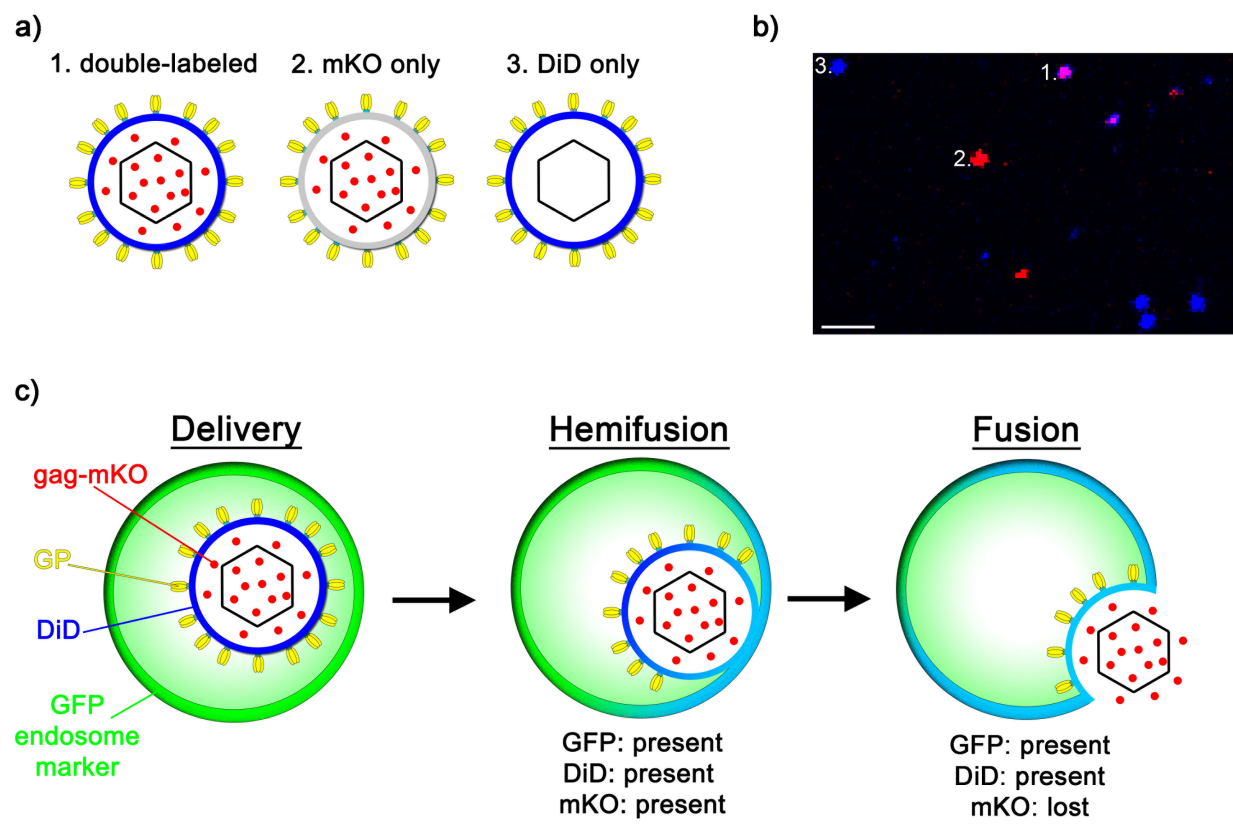 a)
1. double-labeled
2. mKO only
3. DiD only
b)
3.
1.
2.
c)
Delivery
Hemifusion
Fusion
gag-mKO
GP
DiD
GFP
endosome
marker
GFP: present
DiD: present
mKO: present
GFP: present
DiD: present
mKO: lost